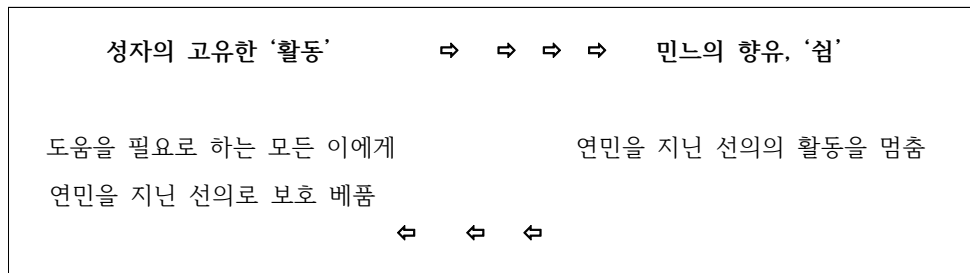 성자의 고유한 ‘활동’ ⇨ ⇨ ⇨ ⇨ 민느의 향유, ‘쉼’
도움을 필요로 하는 모든 이에게 연민을 지닌 선의의 활동을 멈춤
연민을 지닌 선의로 보호 베품
⇦ ⇦ ⇦